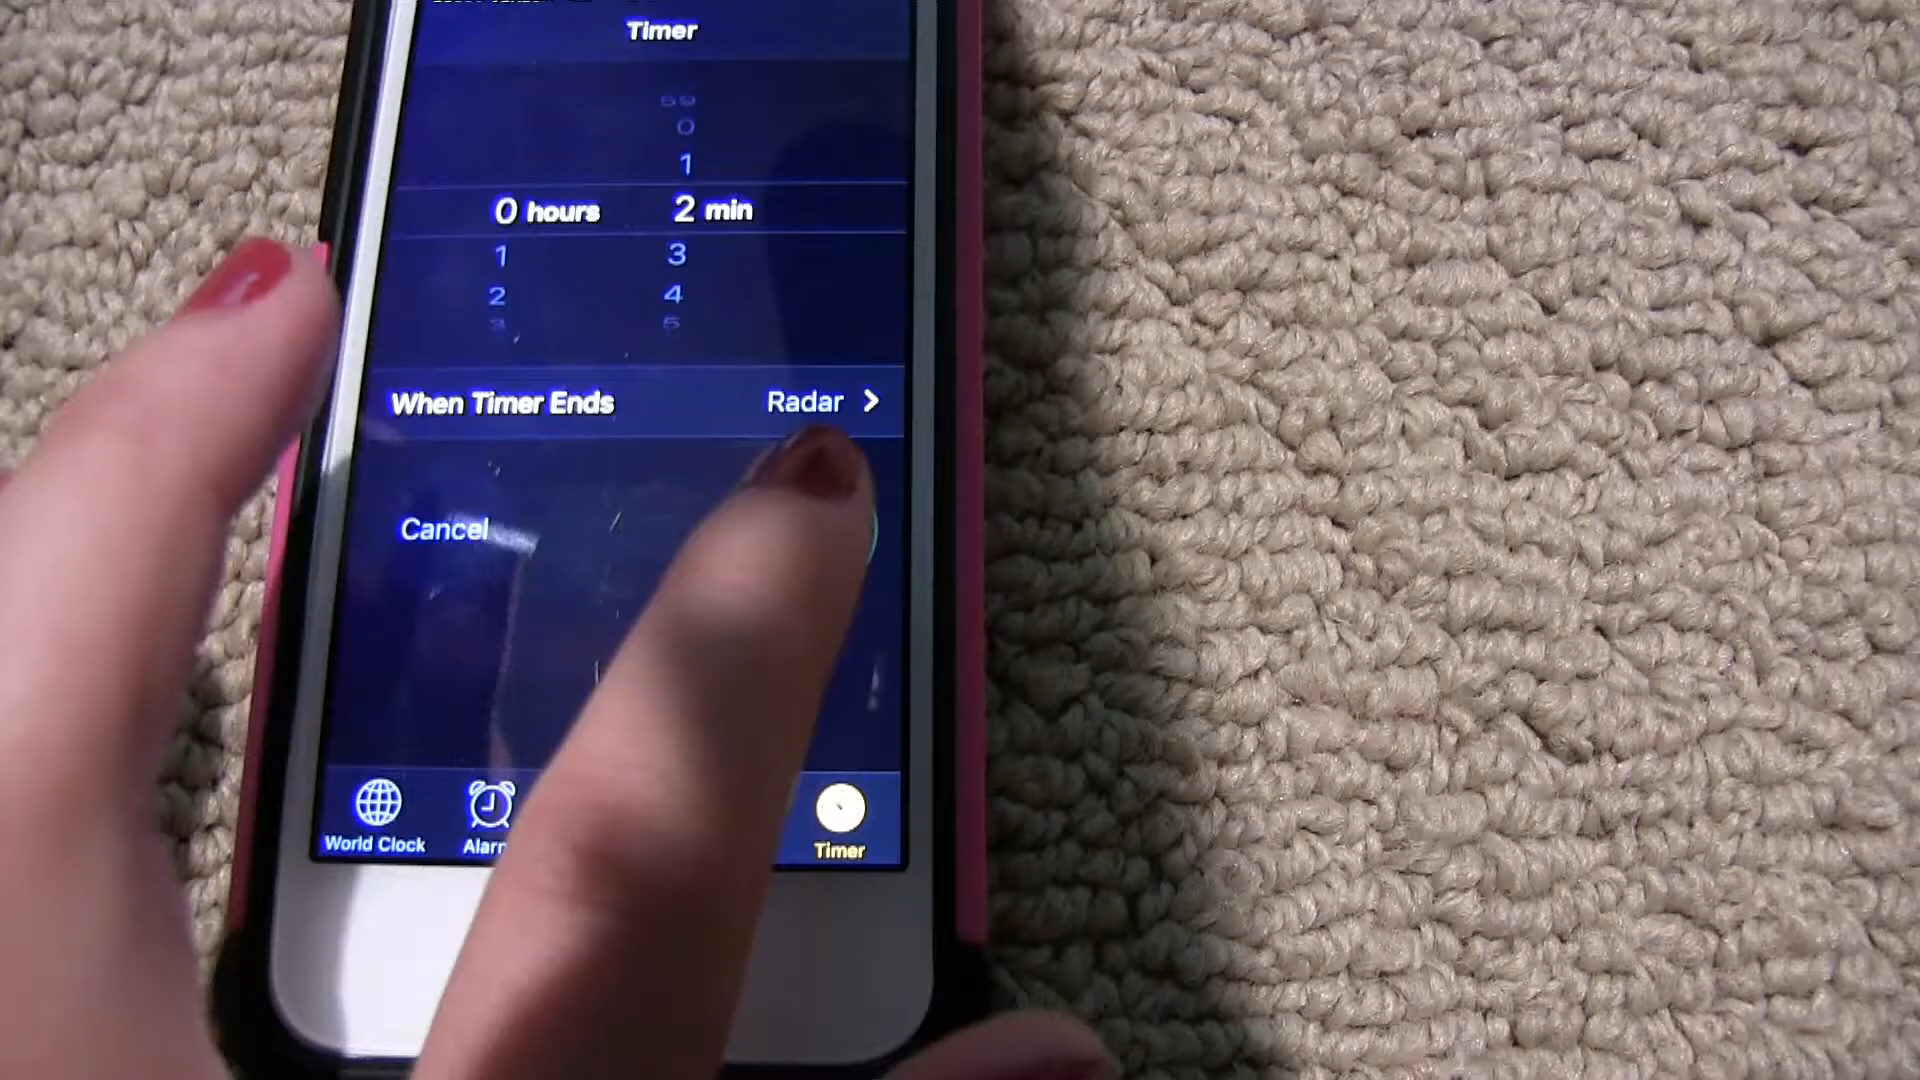 Timer
59
0
1
0 hours 2 min
1 3
2 4
3 5
When Timer Ends Radar >
Cancel
World Clock Alarm Timer